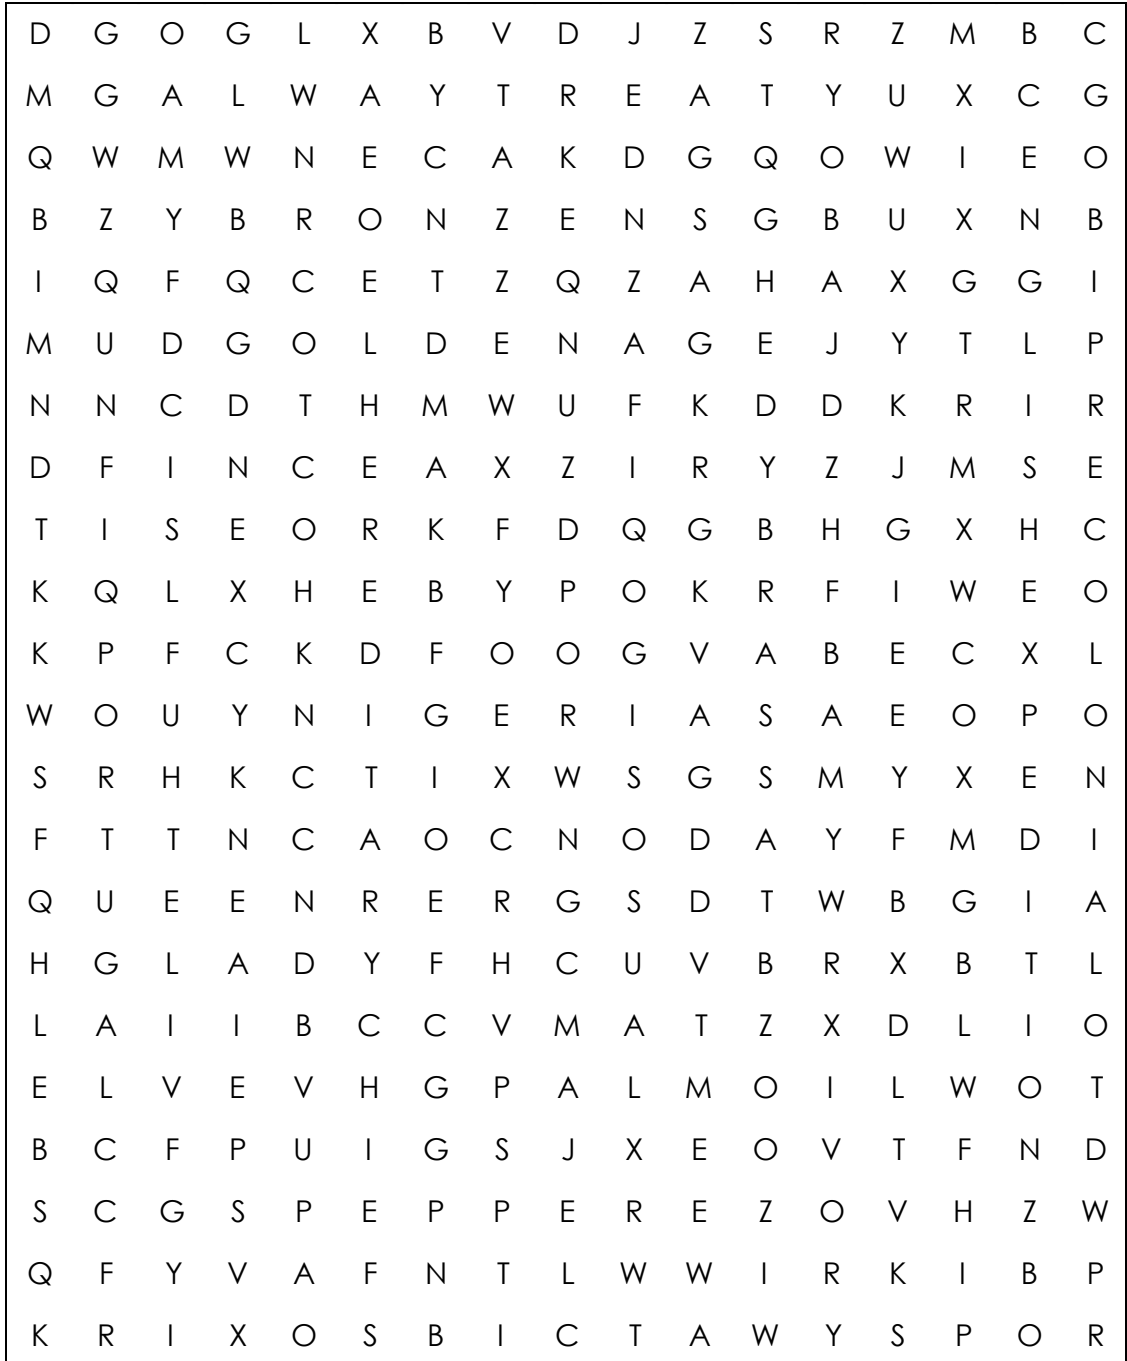 D G O G L X B V D J Z S R Z M B C
M G A L W A Y T R E A T Y U X C G
Q W M W N E C A K D G Q O W I E O
B Z Y B R O N Z E N S G B U X N B
I Q F Q C E T Z Q Z A H A X G G I
M U D G O L D E N A G E J Y T L P
N N C D T H M W U F K D D K R I R
D F I N C E A X Z I R Y Z J M S E
T I S E O R K F D Q G B H G X H C
K Q L X H E B Y P O K R F I W E O
K P F C K D F O O G V A B E C X L
W O U Y N I G E R I A S A E O P O
S R H K C T I X W S G S M Y X E N
F T T N C A O C N O D A Y F M D I
Q U E E N R E R G S D T W B G I A
H G L A D Y F H C U V B R X B T L
L A I I B C C V M A T Z X D L I O
E L V E V H G P A L M O I L W O T
B C F P U I G S J X E O V T F N D
S C G S P E P P E R E Z O V H Z W
Q F Y V A F N T L W W I R K I B P
K R I X O S B I C T A W Y S P O R